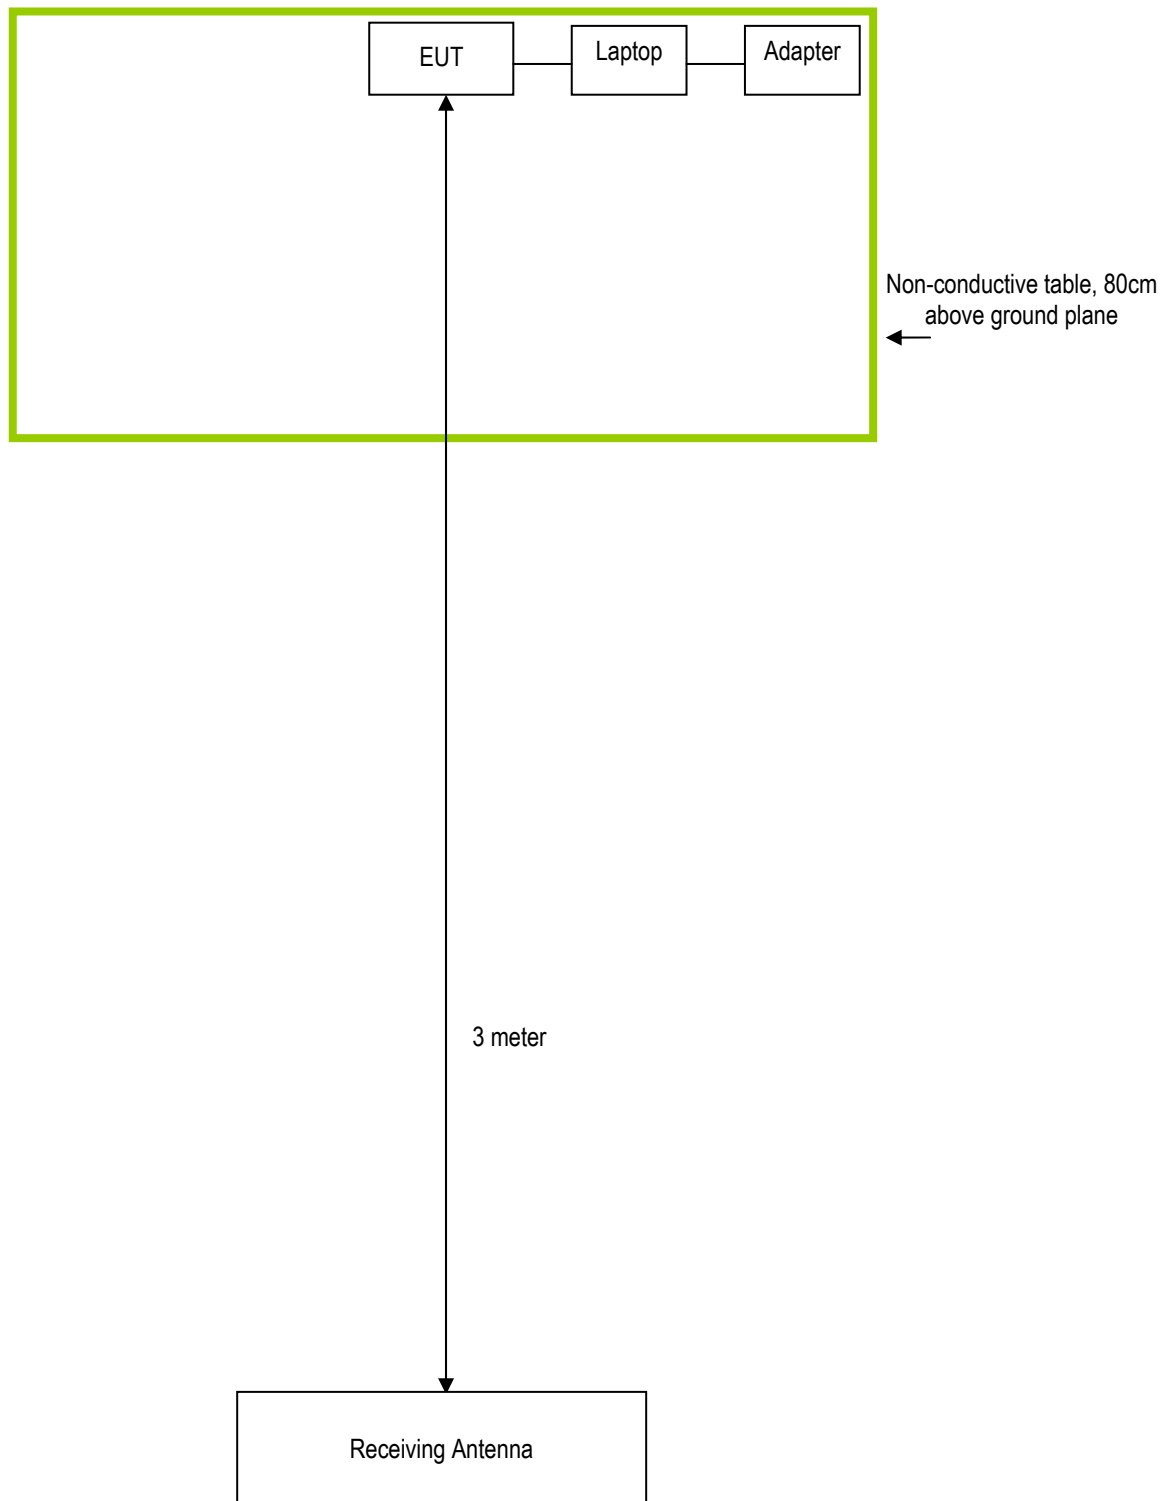 EUT
Laptop
Adapter
Non-conductive table, 80cm
above ground plane
3 meter
Receiving Antenna